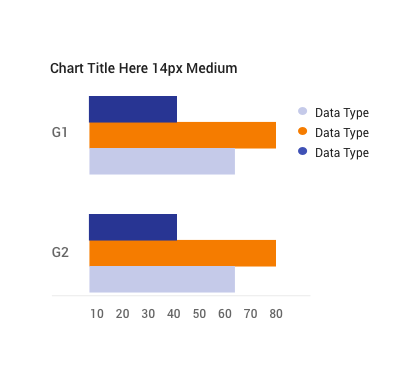 Chart Title Here 14px Medium
G1
Data Type
Data Type
Data Type
G2
10 20 30 40 50 60 70 80